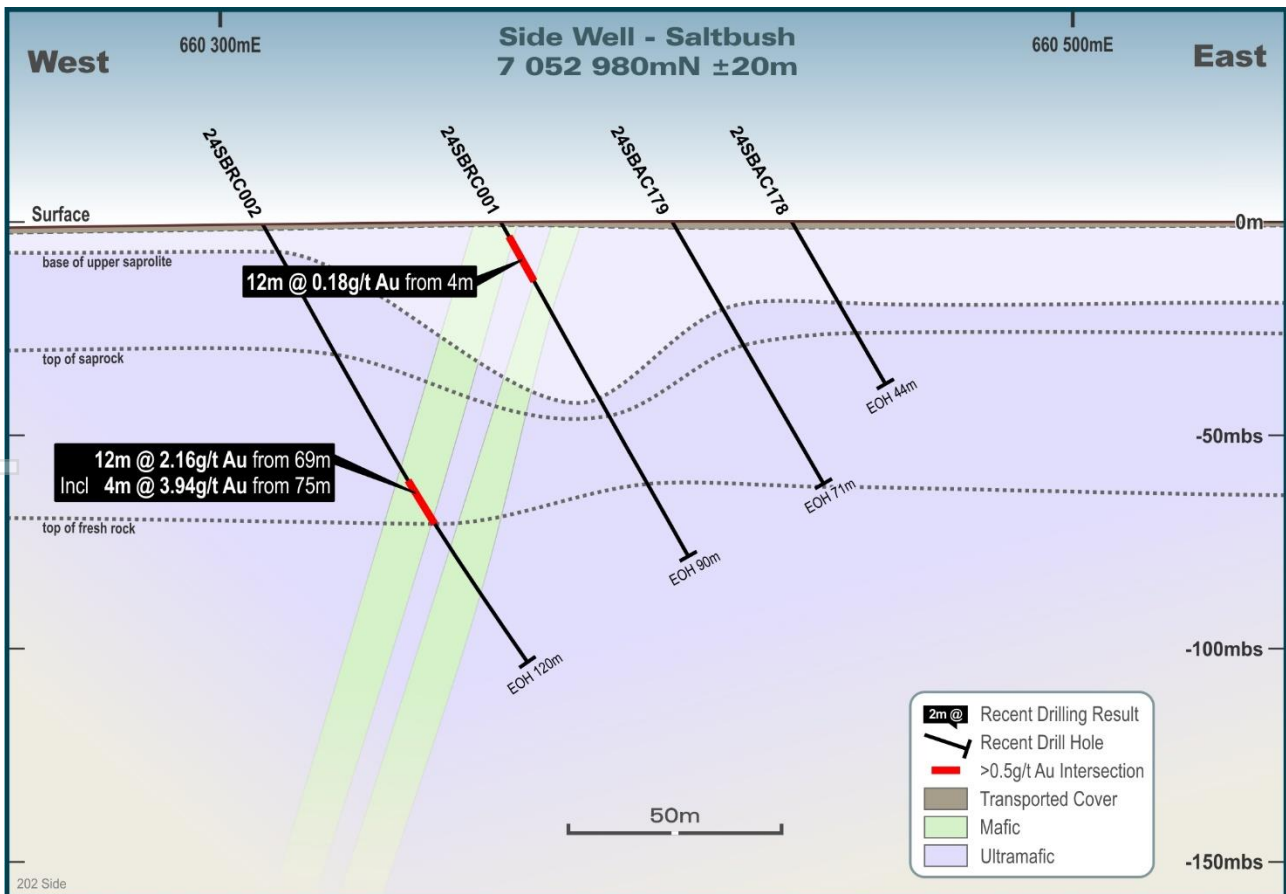 660 300mE
Side Well - Saltbush
7 052 980mN ±20m
660 500mE
West
East
24SBRC002
24SBRC001
24SBAC179
24SBAC178
Surface
0m
base of upper saprolite
12m @ 0.18g/t Au from 4m
top of saprock
EOH 44m
-50mbs
12m @ 2.16g/t Au from 69m
Incl 4m @ 3.94g/t Au from 75m
EOH 71m
top of fresh rock
EOH 90m
EOH 120m
-100mbs
2m @ Recent Drilling Result
Recent Drill Hole
>0.5g/t Au Intersection
Transported Cover
Mafic
Ultramafic
50m
-150mbs
202 Side